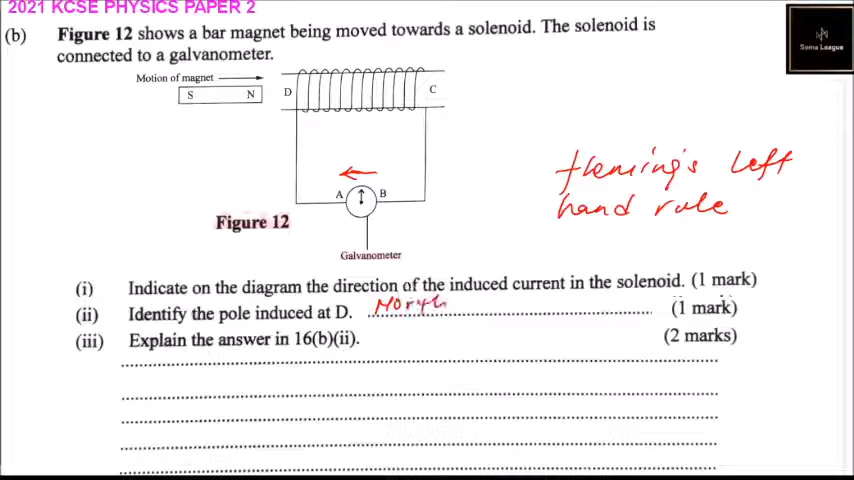 2021 KCSE PHYSICS PAPER 2
(b) Figure 12 shows a bar magnet being moved towards a solenoid. The solenoid is
connected to a galvanometer.
Soma League
Motion of magnet
S N
D C
fleming's left
hand rule
A B
Figure 12
Galvanometer
(i) Indicate on the diagram the direction of the induced current in the solenoid. (1 mark)
(ii) Identify the pole induced at D. North (1 mark)
(iii) Explain the answer in 16(b)(ii). (2 marks)